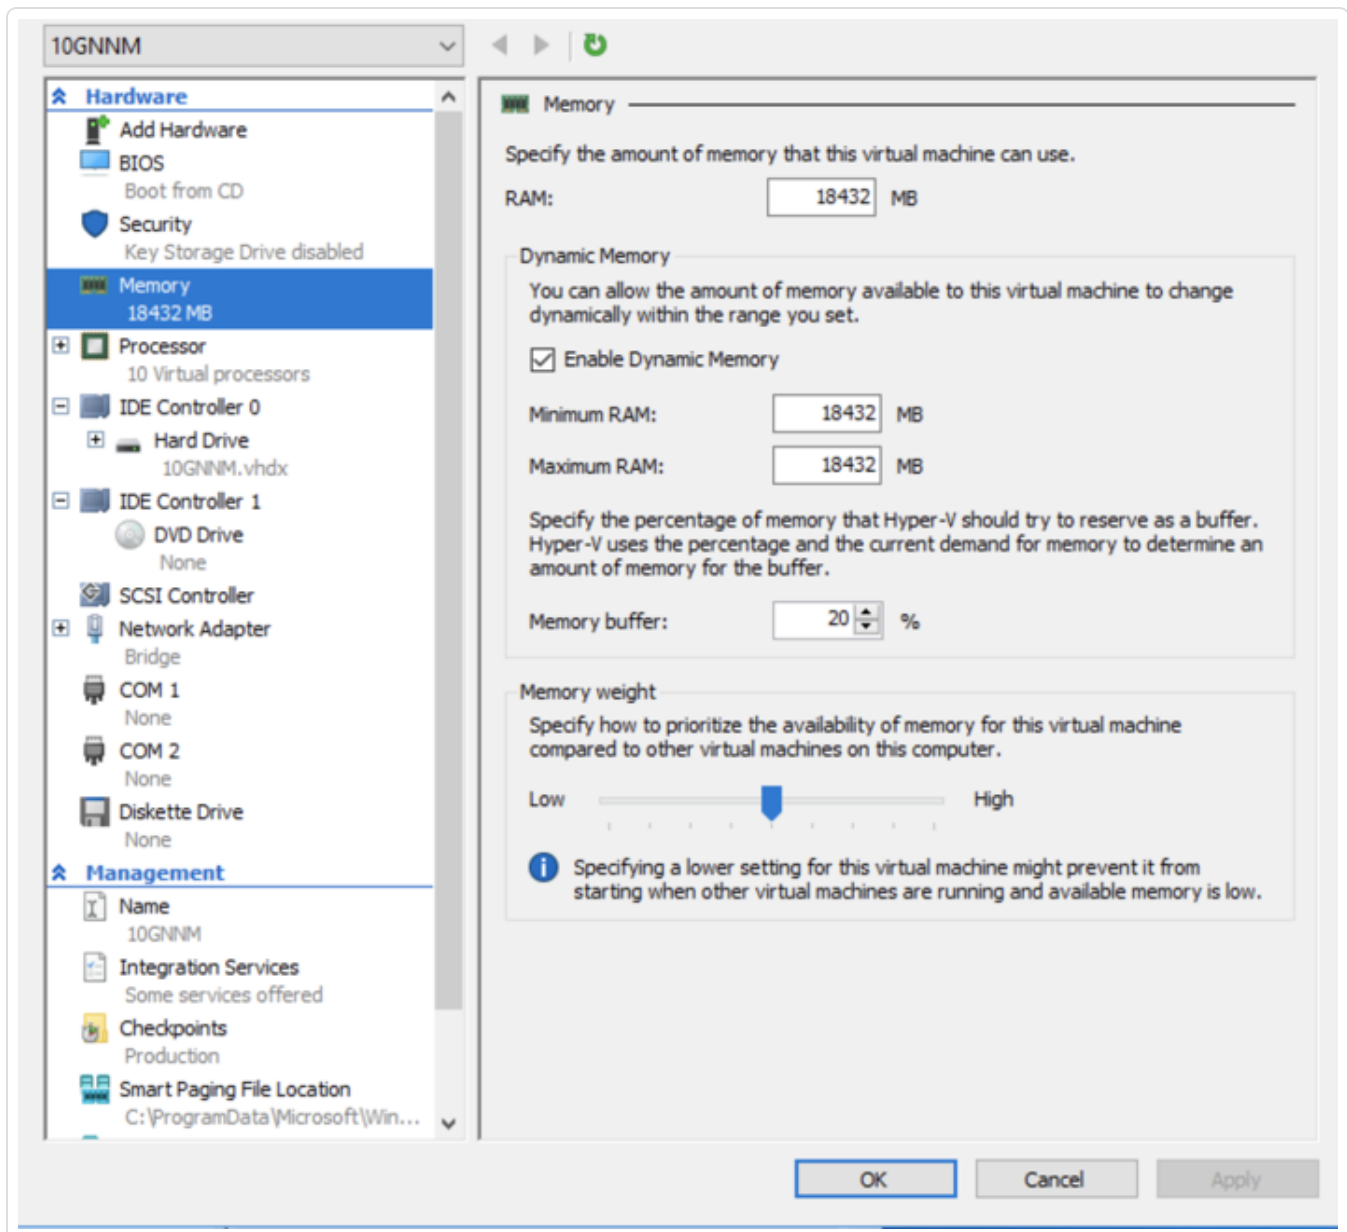 10GNNM
Hardware
Add Hardware
BIOS
Boot from CD
Security
Key Storage Drive disabled
Memory
18432 MB
Processor
10 Virtual processors
IDE Controller 0
Hard Drive
10GNNM.vhdx
IDE Controller 1
DVD Drive
None
SCSI Controller
Network Adapter
Bridge
COM 1
None
COM 2
None
Diskette Drive
None
Management
Name
10GNNM
Integration Services
Some services offered
Checkpoints
Production
Smart Paging File Location
C:\ProgramData\Microsoft\Win...
Memory
Specify the amount of memory that this virtual machine can use.
RAM: 18432 MB
Dynamic Memory
You can allow the amount of memory available to this virtual machine to change
dynamically within the range you set.
Enable Dynamic Memory
Minimum RAM: 18432 MB
Maximum RAM: 18432 MB
Specify the percentage of memory that Hyper-V should try to reserve as a buffer.
Hyper-V uses the percentage and the current demand for memory to determine an
amount of memory for the buffer.
Memory buffer: 20 %
Memory weight
Specify how to prioritize the availability of memory for this virtual machine
compared to other virtual machines on this computer.
Low High
Specifying a lower setting for this virtual machine might prevent it from
starting when other virtual machines are running and available memory is low.
OK Cancel Apply